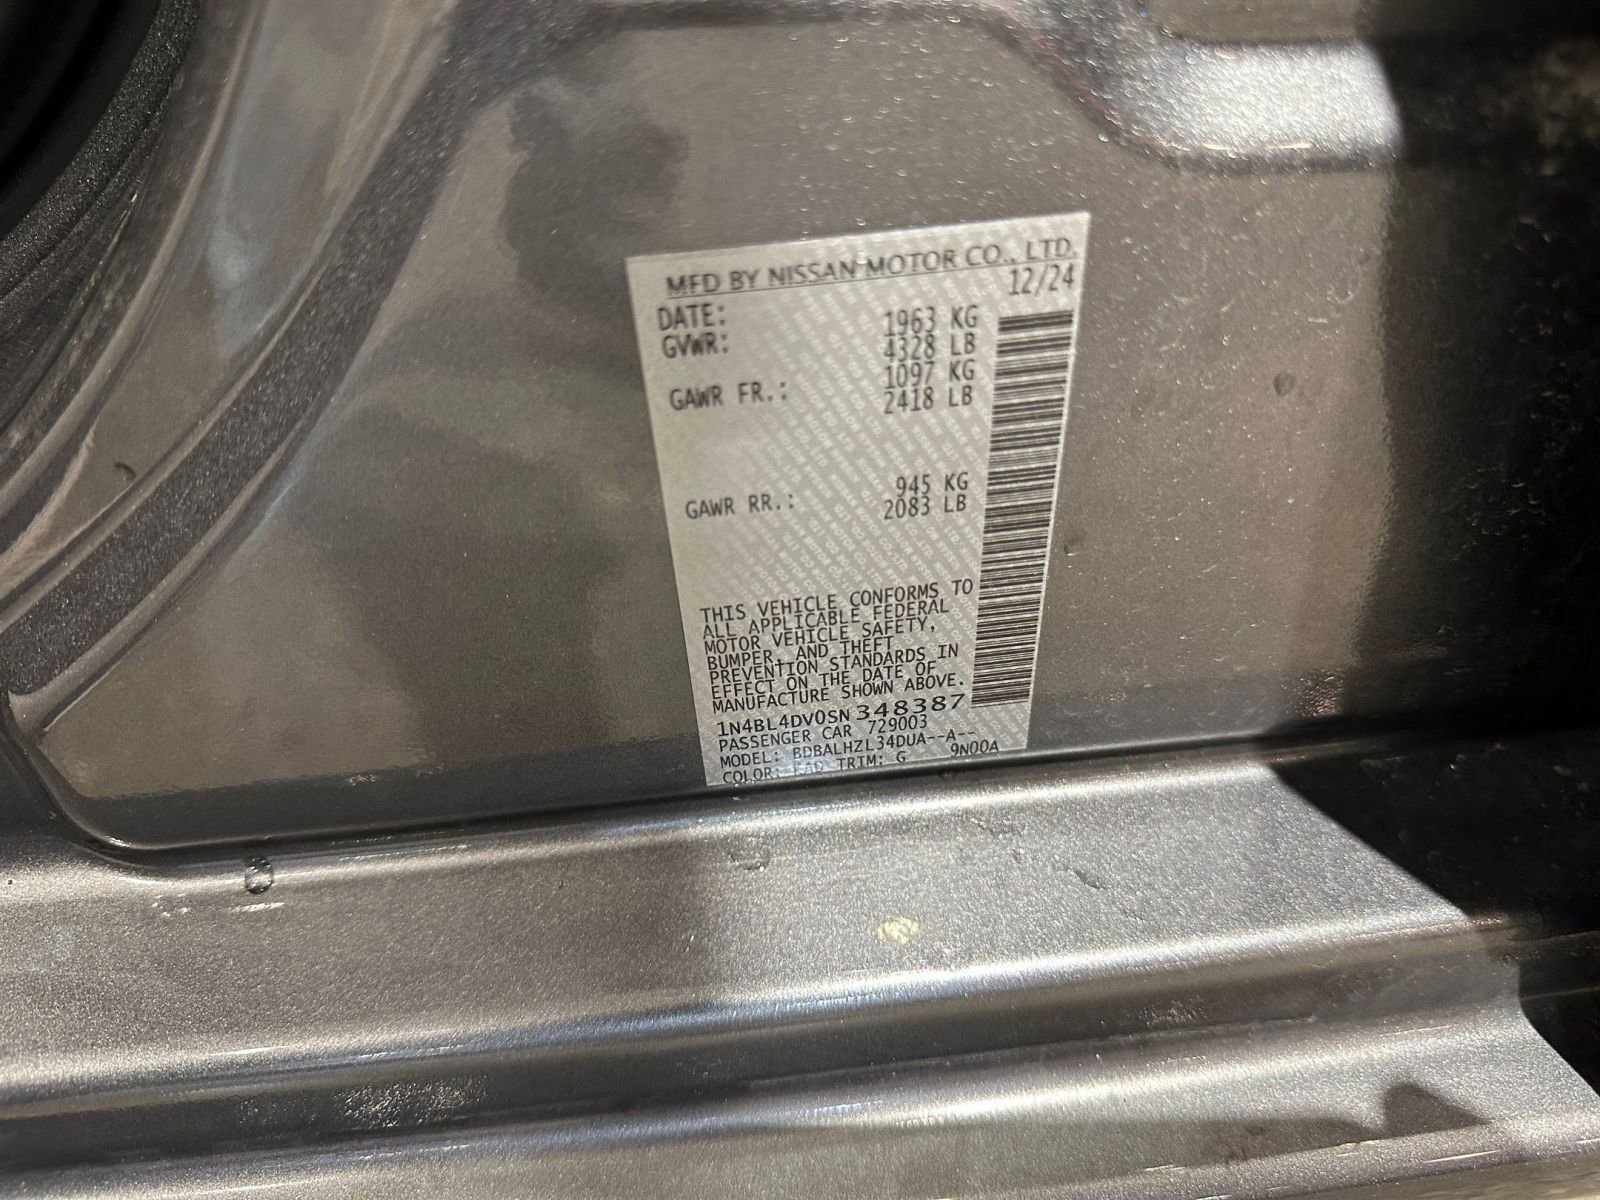 MFD BY NISSAN MOTOR CO., LTD.
DATE: 12/24
GVWR: 1963 KG
4328 LB
GAWR FR.: 1097 KG
2418 LB
GAWR RR.: 945 KG
2083 LB
THIS VEHICLE CONFORMS TO
ALL APPLICABLE FEDERAL
MOTOR VEHICLE SAFETY,
BUMPER, AND THEFT
PREVENTION STANDARDS IN
EFFECT ON THE DATE OF
MANUFACTURE SHOWN ABOVE.
1N4BL4DV0SN348387
PASSENGER CAR 729003
MODEL: BDBALHZL34DUA--A--
COLOR: TRIM: G 9N00A